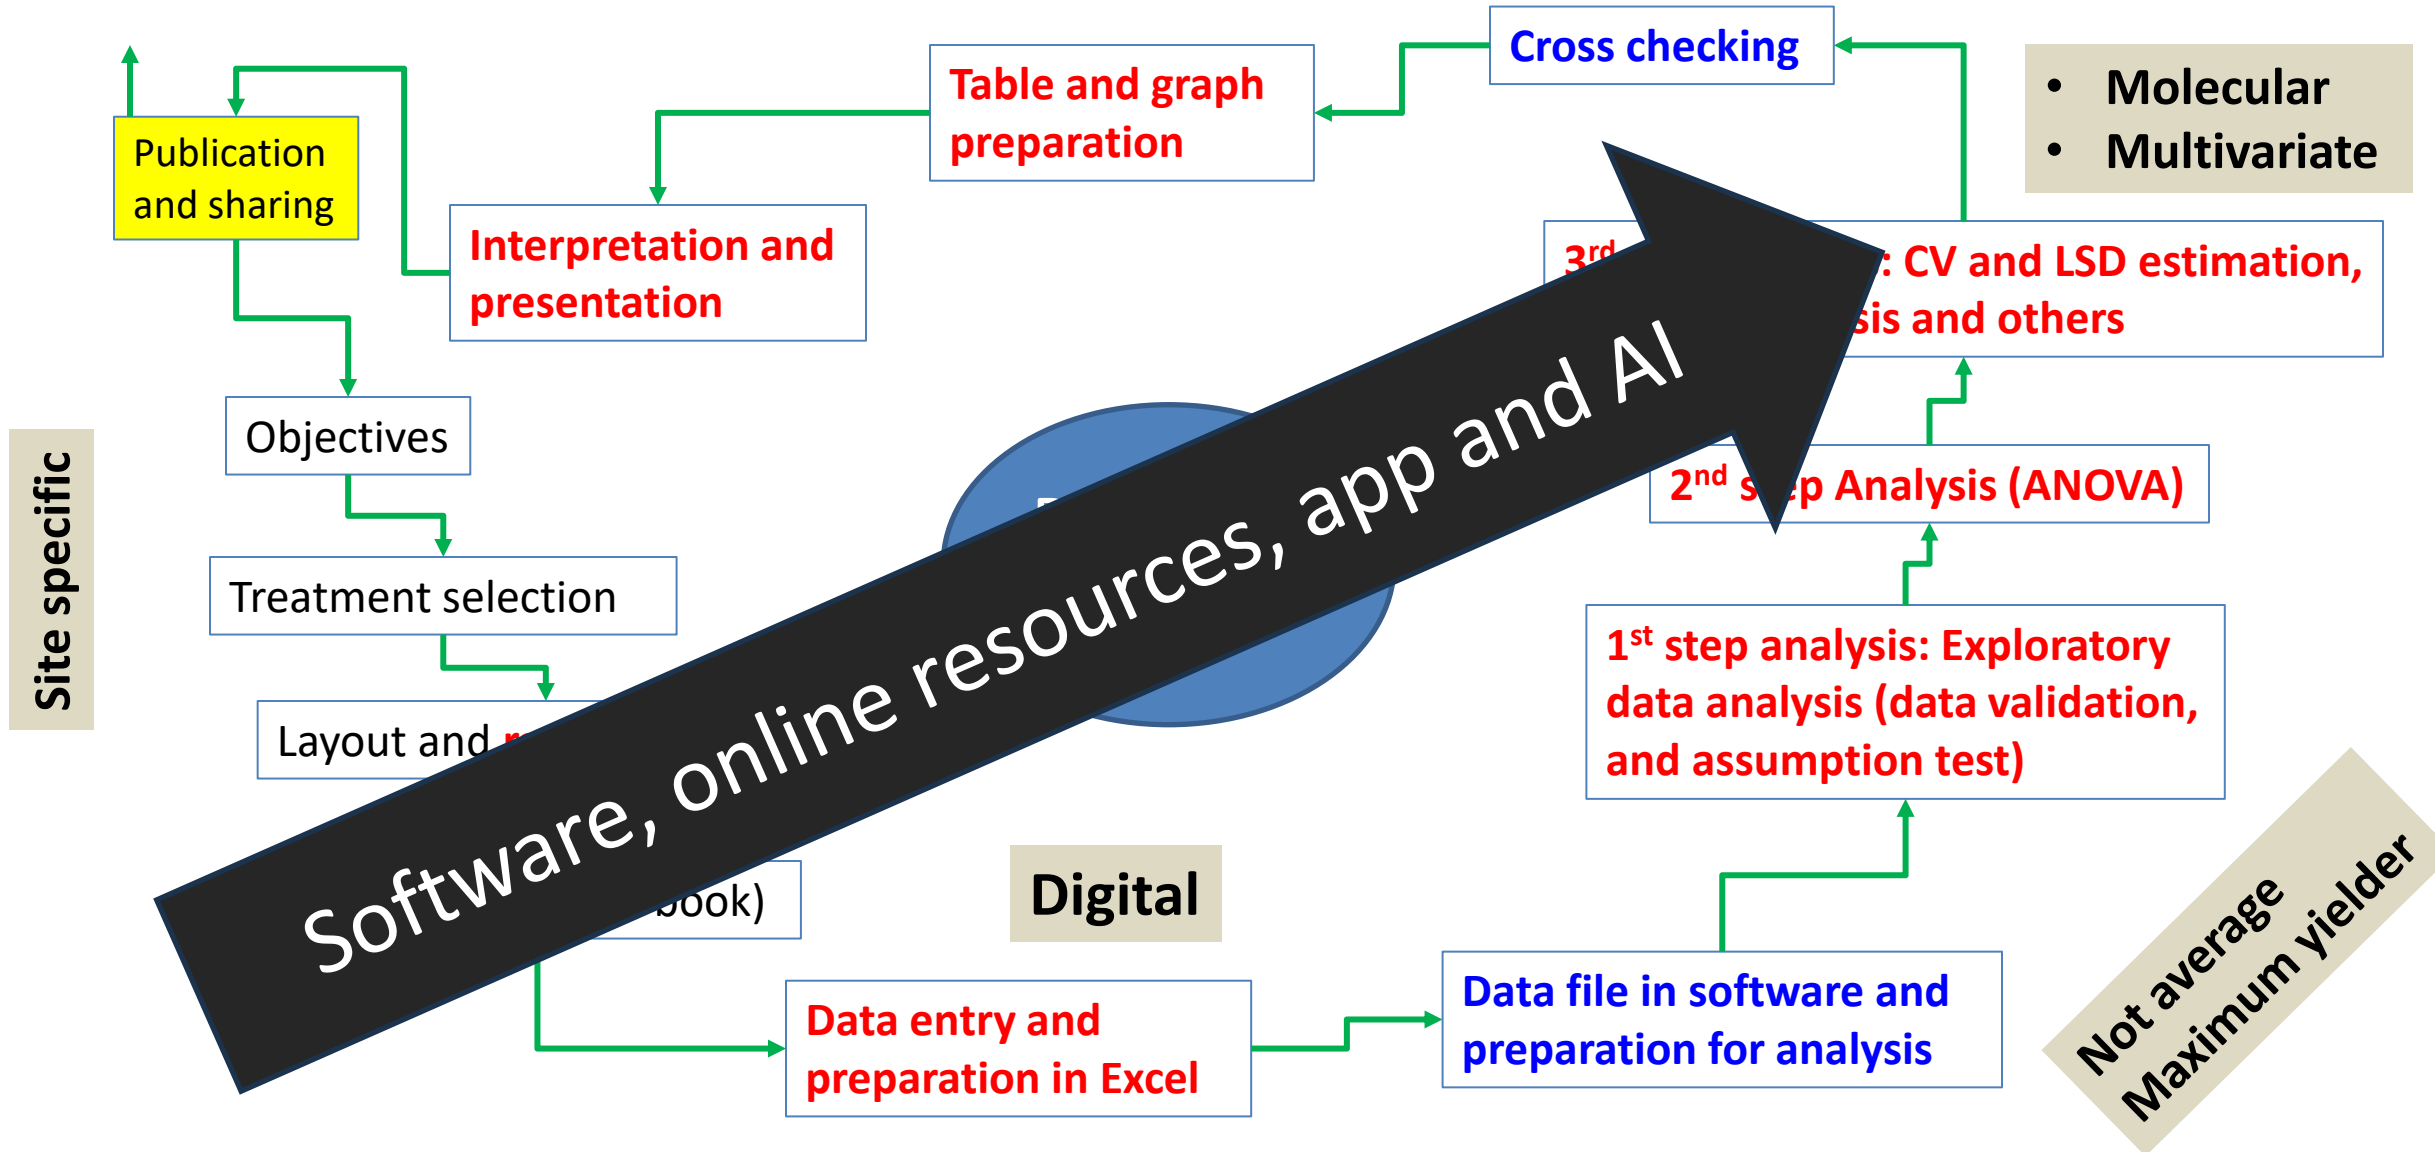 Cross checking
Table and graph
preparation
• Molecular
• Multivariate
Publication
and sharing
Interpretation and
presentation
3rd : CV and LSD estimation,
and others
Objectives
Site specific
2nd Analysis (ANOVA)
Treatment selection
1st step analysis: Exploratory
data analysis (data validation,
and assumption test)
Layout and
Software, online resources, app and AI
book)
Digital
Not average
Maximum yielder
Data entry and
preparation in Excel
Data file in software and
preparation for analysis